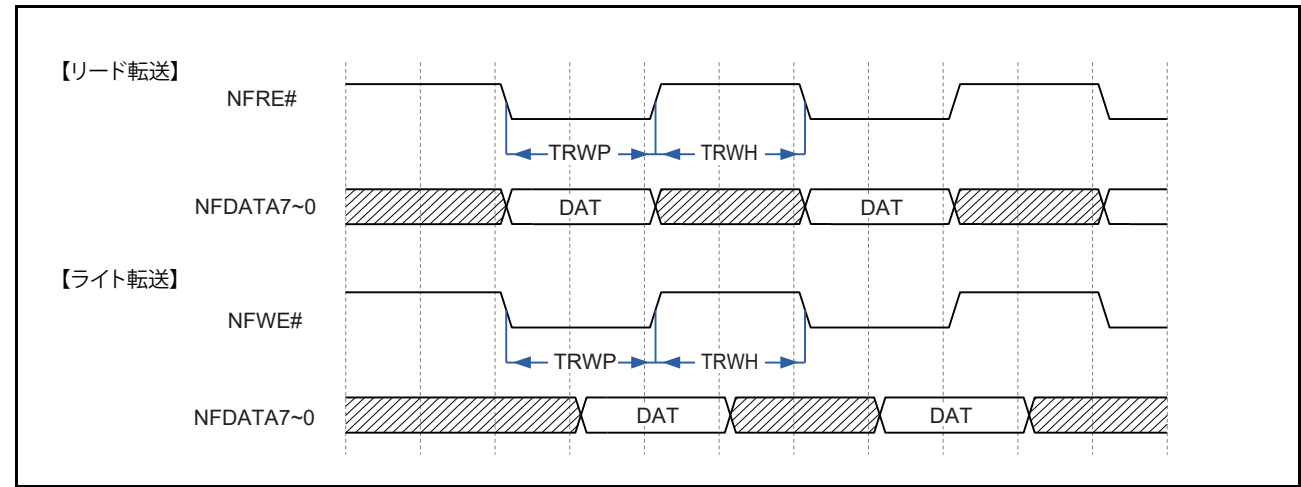 【リード転送】
NFRE#
TRWP
TRWH
NFDATA7~0
DAT
DAT
【ライト転送】
NFWE#
TRWP
TRWH
NFDATA7~0
DAT
DAT